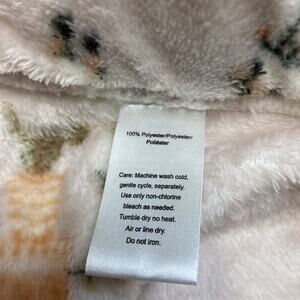 100% Polyester/Polyester/
Poliéster
Care: Machine wash cold,
gentle cycle, separately.
Use only non-chlorine
bleach as needed.
Tumble dry no heat.
Air or line dry.
Do not iron.